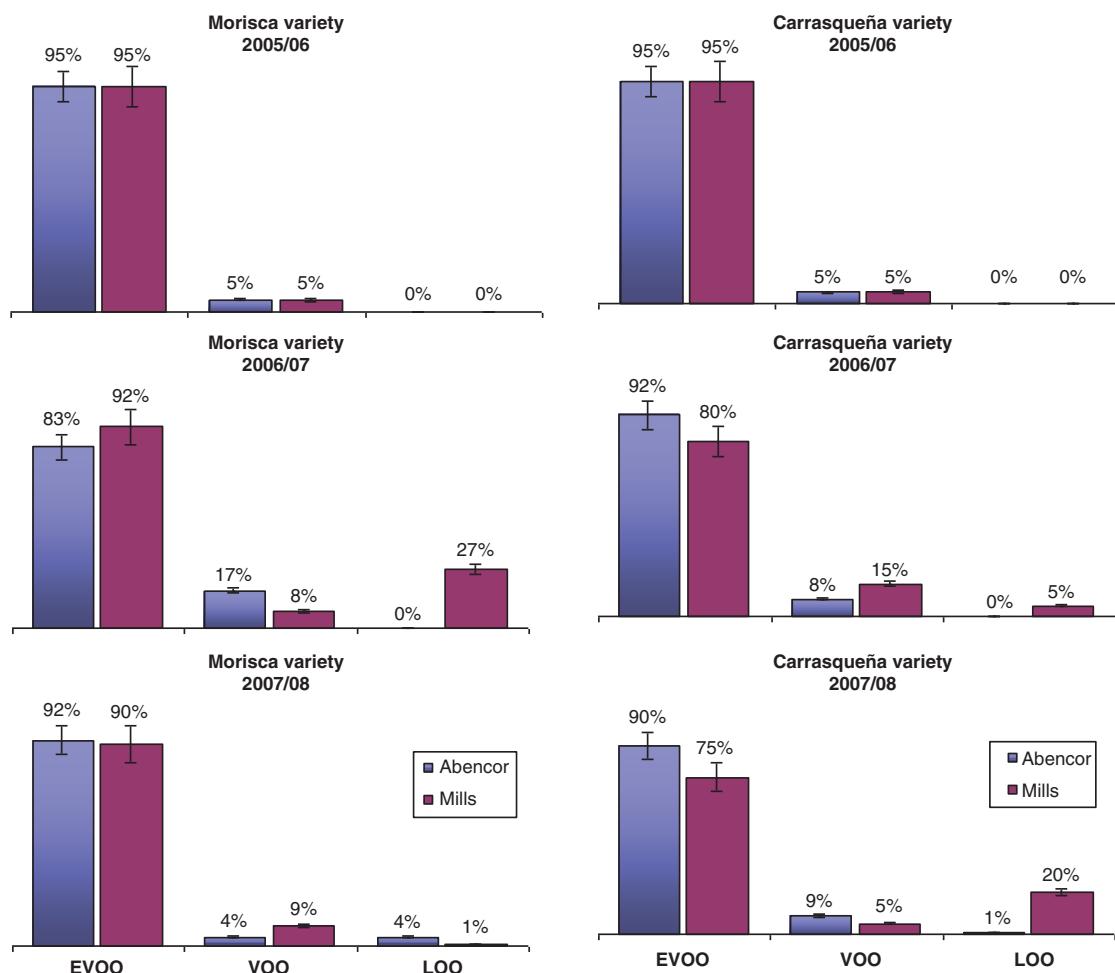 Morisca variety
2005/06
95% 95%
5% 5%
0% 0%
Carrasqueña variety
2005/06
95% 95%
5% 5%
0% 0%
Morisca variety
2006/07
83% 92%
17% 8%
0% 27%
Carrasqueña variety
2006/07
92% 80%
8% 15%
0% 5%
Morisca variety
2007/08
92% 90%
4% 9%
4% 1%
Abencor
Mills
EVOO VOO LOO
Carrasqueña variety
2007/08
90% 75%
9% 5%
1% 20%
Abencor
Mills
EVOO VOO LOO